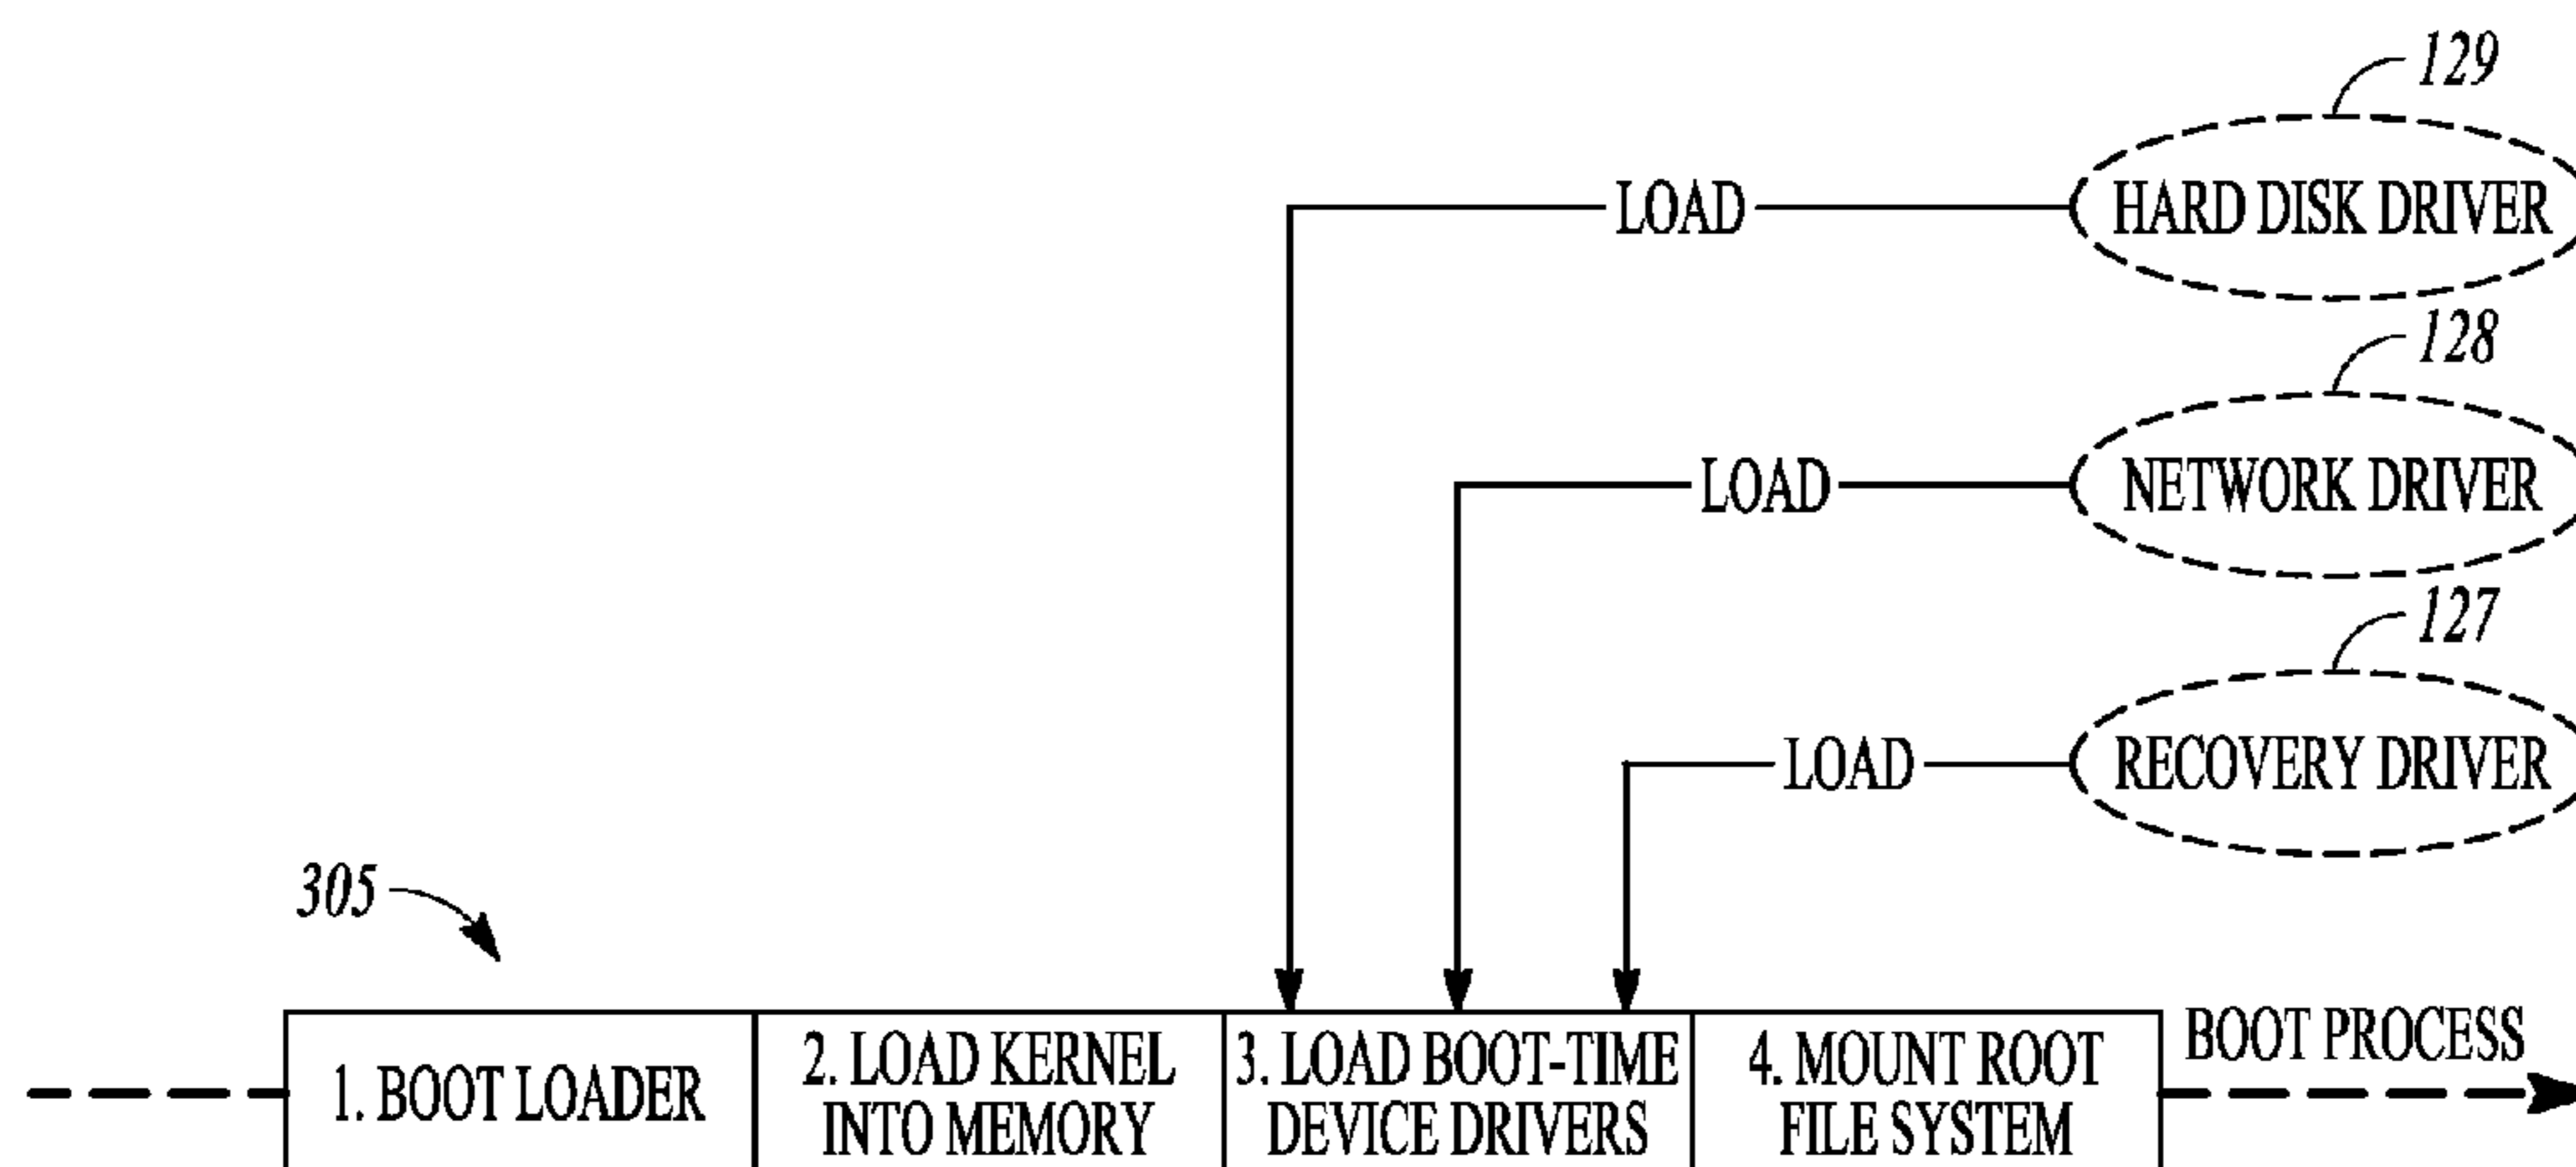 129
LOAD
HARD DISK DRIVER
128
LOAD
NETWORK DRIVER
127
LOAD
RECOVERY DRIVER
305
1. BOOT LOADER
2. LOAD KERNEL
INTO MEMORY
3. LOAD BOOT-TIME
DEVICE DRIVERS
4. MOUNT ROOT
FILE SYSTEM
BOOT PROCESS